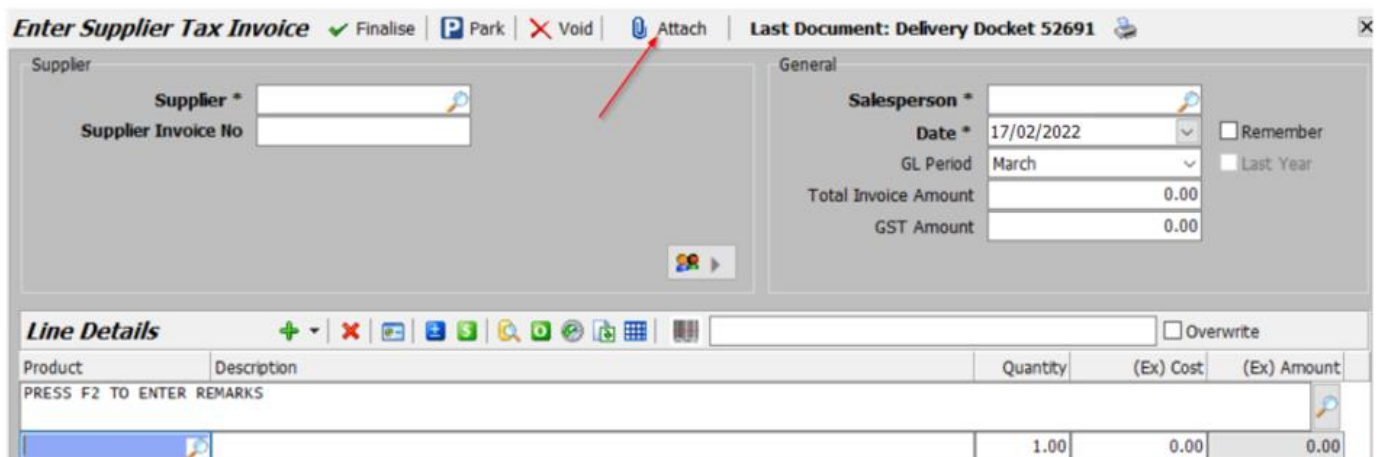 Enter Supplier Tax Invoice Finalise Park Void Attach Last Document: Delivery Docket 52691
Supplier
Supplier *
Supplier Invoice No
General
Salesperson *
Date * 17/02/2022 Remember
GL Period March Last Year
Total Invoice Amount 0.00
GST Amount 0.00
Line Details Overwrite
Product Description Quantity (Ex) Cost (Ex) Amount
PRESS F2 TO ENTER REMARKS
1.00 0.00 0.00